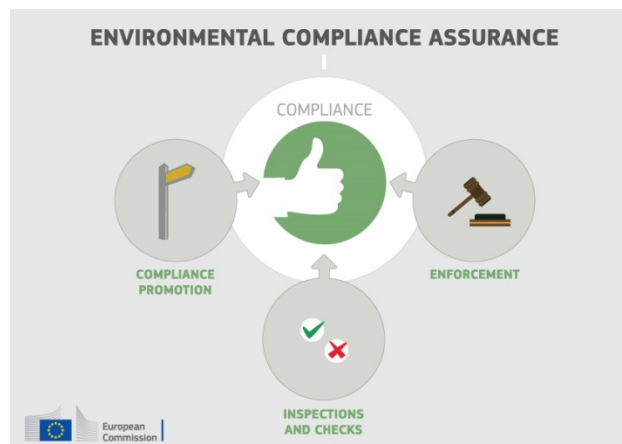 ENVIRONMENTAL COMPLIANCE ASSURANCE
COMPLIANCE
COMPLIANCE
PROMOTION
ENFORCEMENT
INSPECTIONS
AND CHECKS
European
Commission